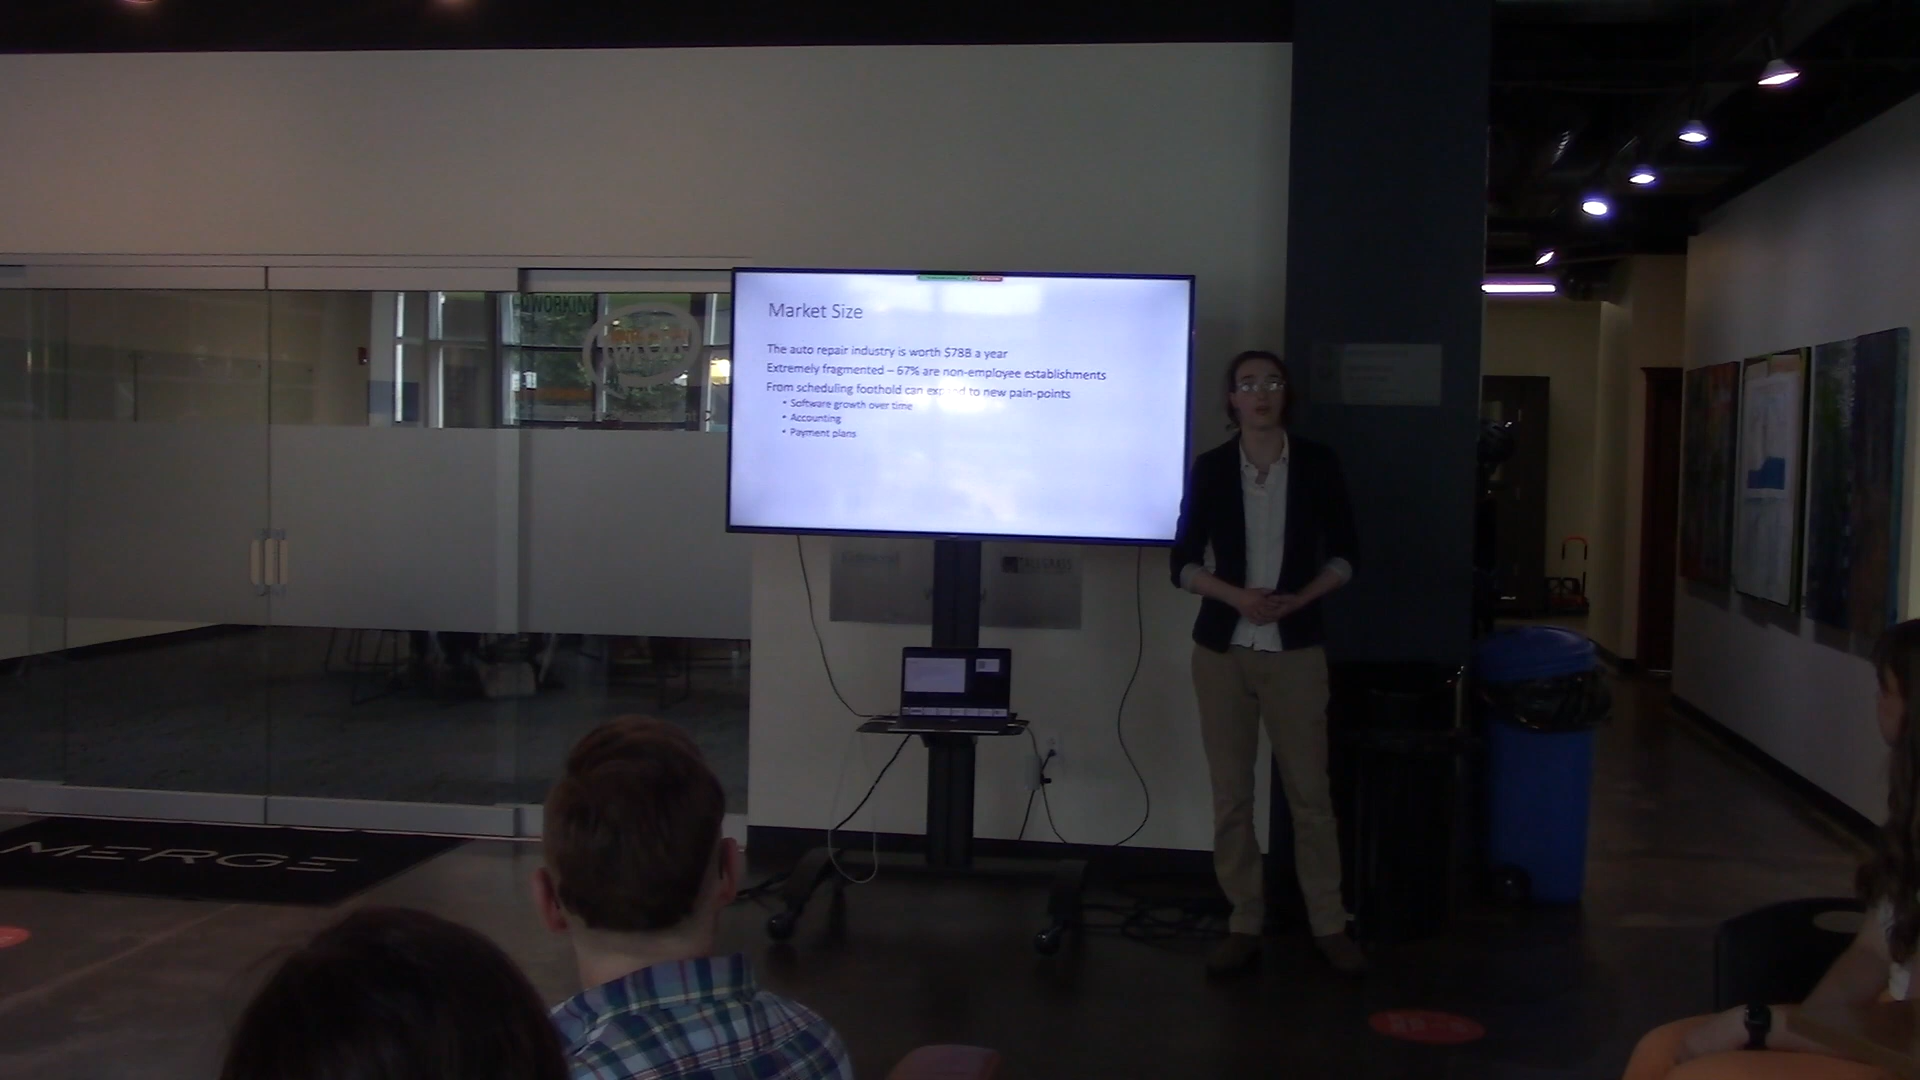 COWORKING
Market Size
The auto repair industry is worth $78B a year
Extremely fragmented – 67% are non-employee establishments
From scheduling foothold can expand to new pain-points
• Software growth over time
• Accounting
• Payment plans
MERGE